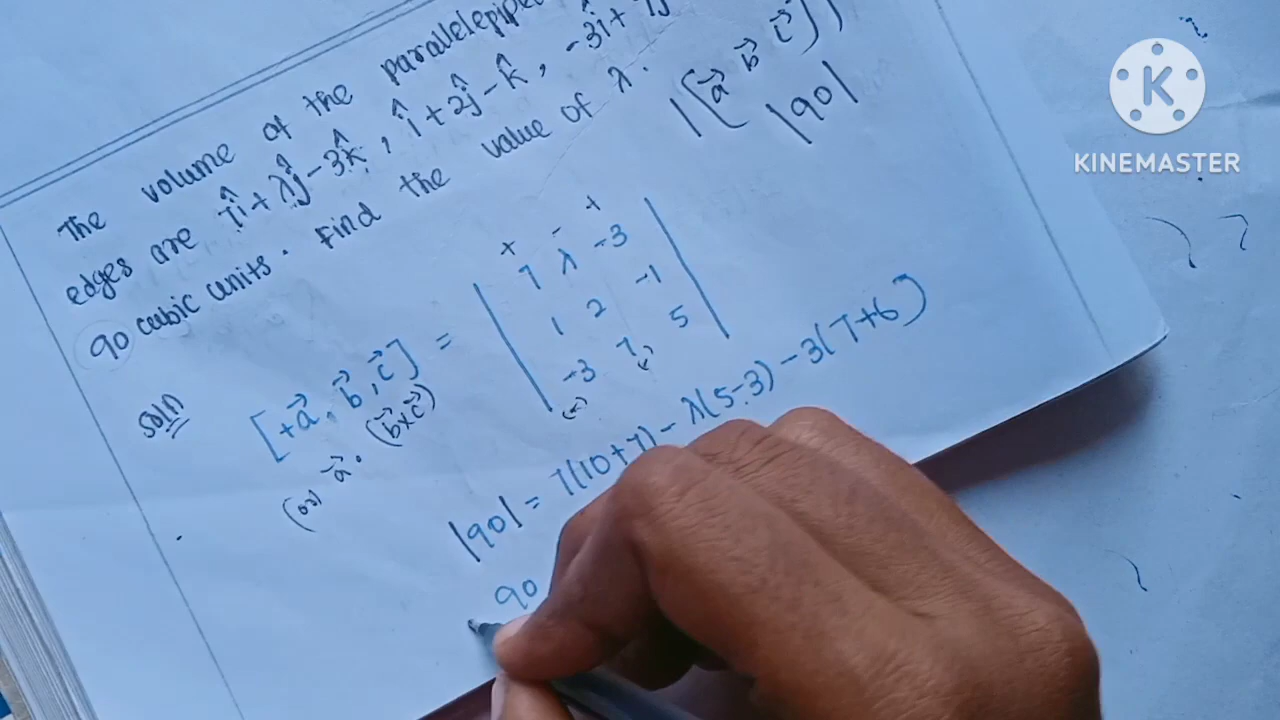 The volume of the parallelepiped
edges are 7î + λĵ - 3k̂, î + 2ĵ - k̂, -3î + 7ĵ
90 cubic units. Find the value of λ.
|[a⃗ b⃗ c⃗]|
|90|
+ - +
Soln [+a⃗, b⃗, c⃗] = | 7 λ -3 |
| 1 2 -1 |
| -3 7 5 |
(or) a⃗ · (b⃗×c⃗)
|90| = 7(10+7) - λ(5-3) - 3(7+6)
90
K
KINEMASTER